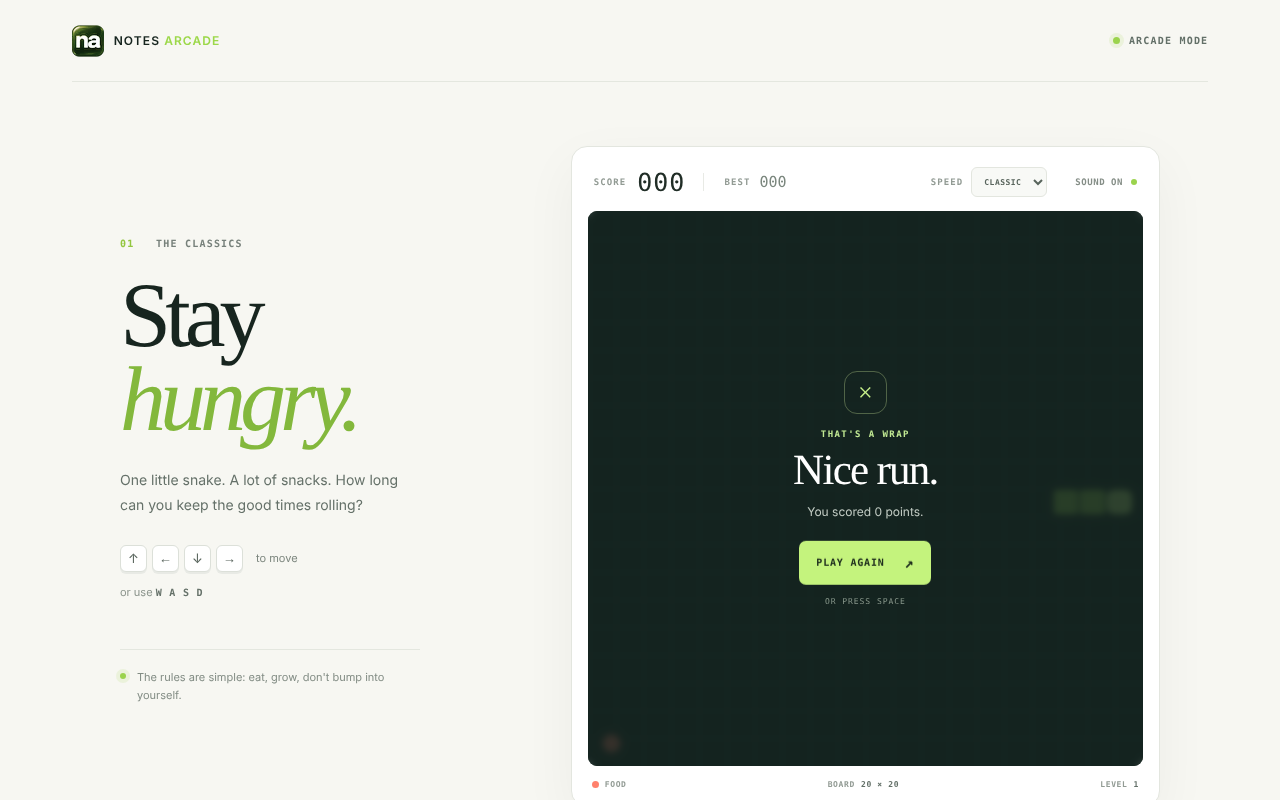 na NOTES ARCADE
ARCADE MODE
SCORE 000 BEST 000 SPEED CLASSIC SOUND ON
01 THE CLASSICS
Stay
hungry.
One little snake. A lot of snacks. How long
can you keep the good times rolling?
↑ ← ↓ → to move
or use W A S D
The rules are simple: eat, grow, don't bump into
yourself.
THAT'S A WRAP
Nice run.
You scored 0 points.
PLAY AGAIN ↗
OR PRESS SPACE
FOOD BOARD 20 × 20 LEVEL 1